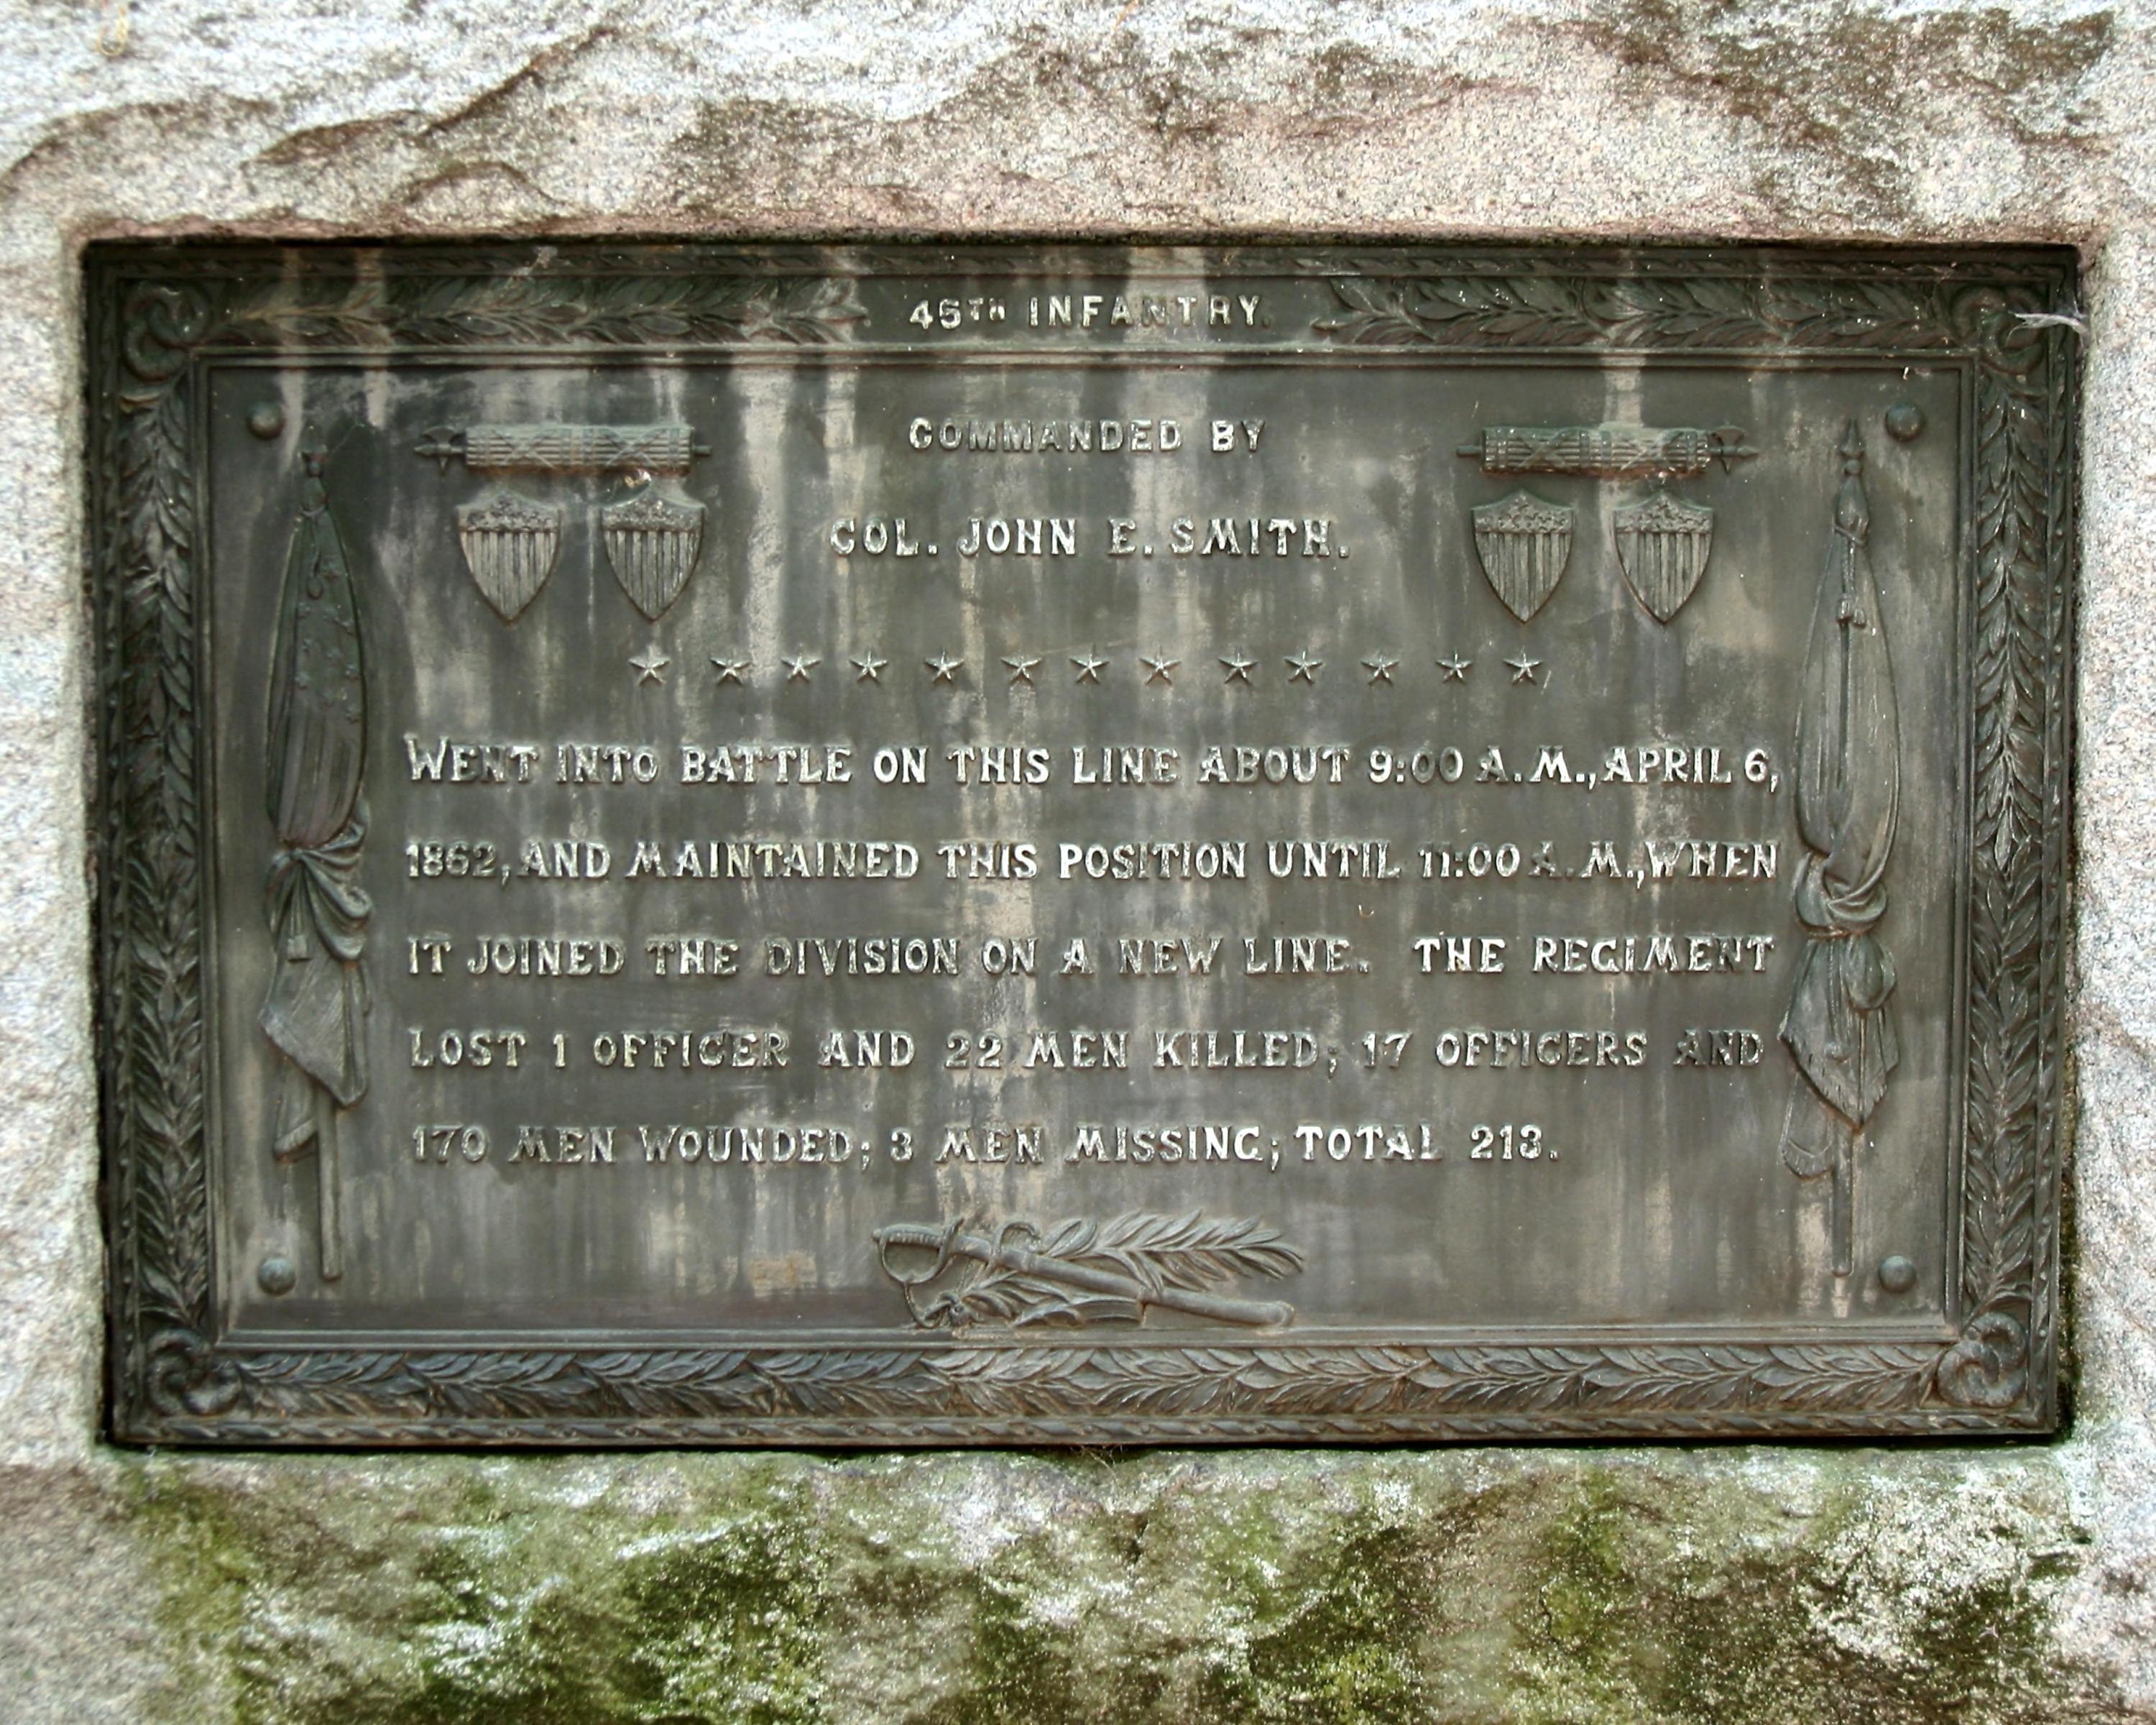 45TH INFANTRY.
COMMANDED BY
COL. JOHN E. SMITH.
WENT INTO BATTLE ON THIS LINE ABOUT 9:00 A.M., APRIL 6,
1862, AND MAINTAINED THIS POSITION UNTIL 11:00 A.M., WHEN
IT JOINED THE DIVISION ON A NEW LINE. THE REGIMENT
LOST 1 OFFICER AND 22 MEN KILLED; 17 OFFICERS AND
170 MEN WOUNDED; 3 MEN MISSING; TOTAL 213.